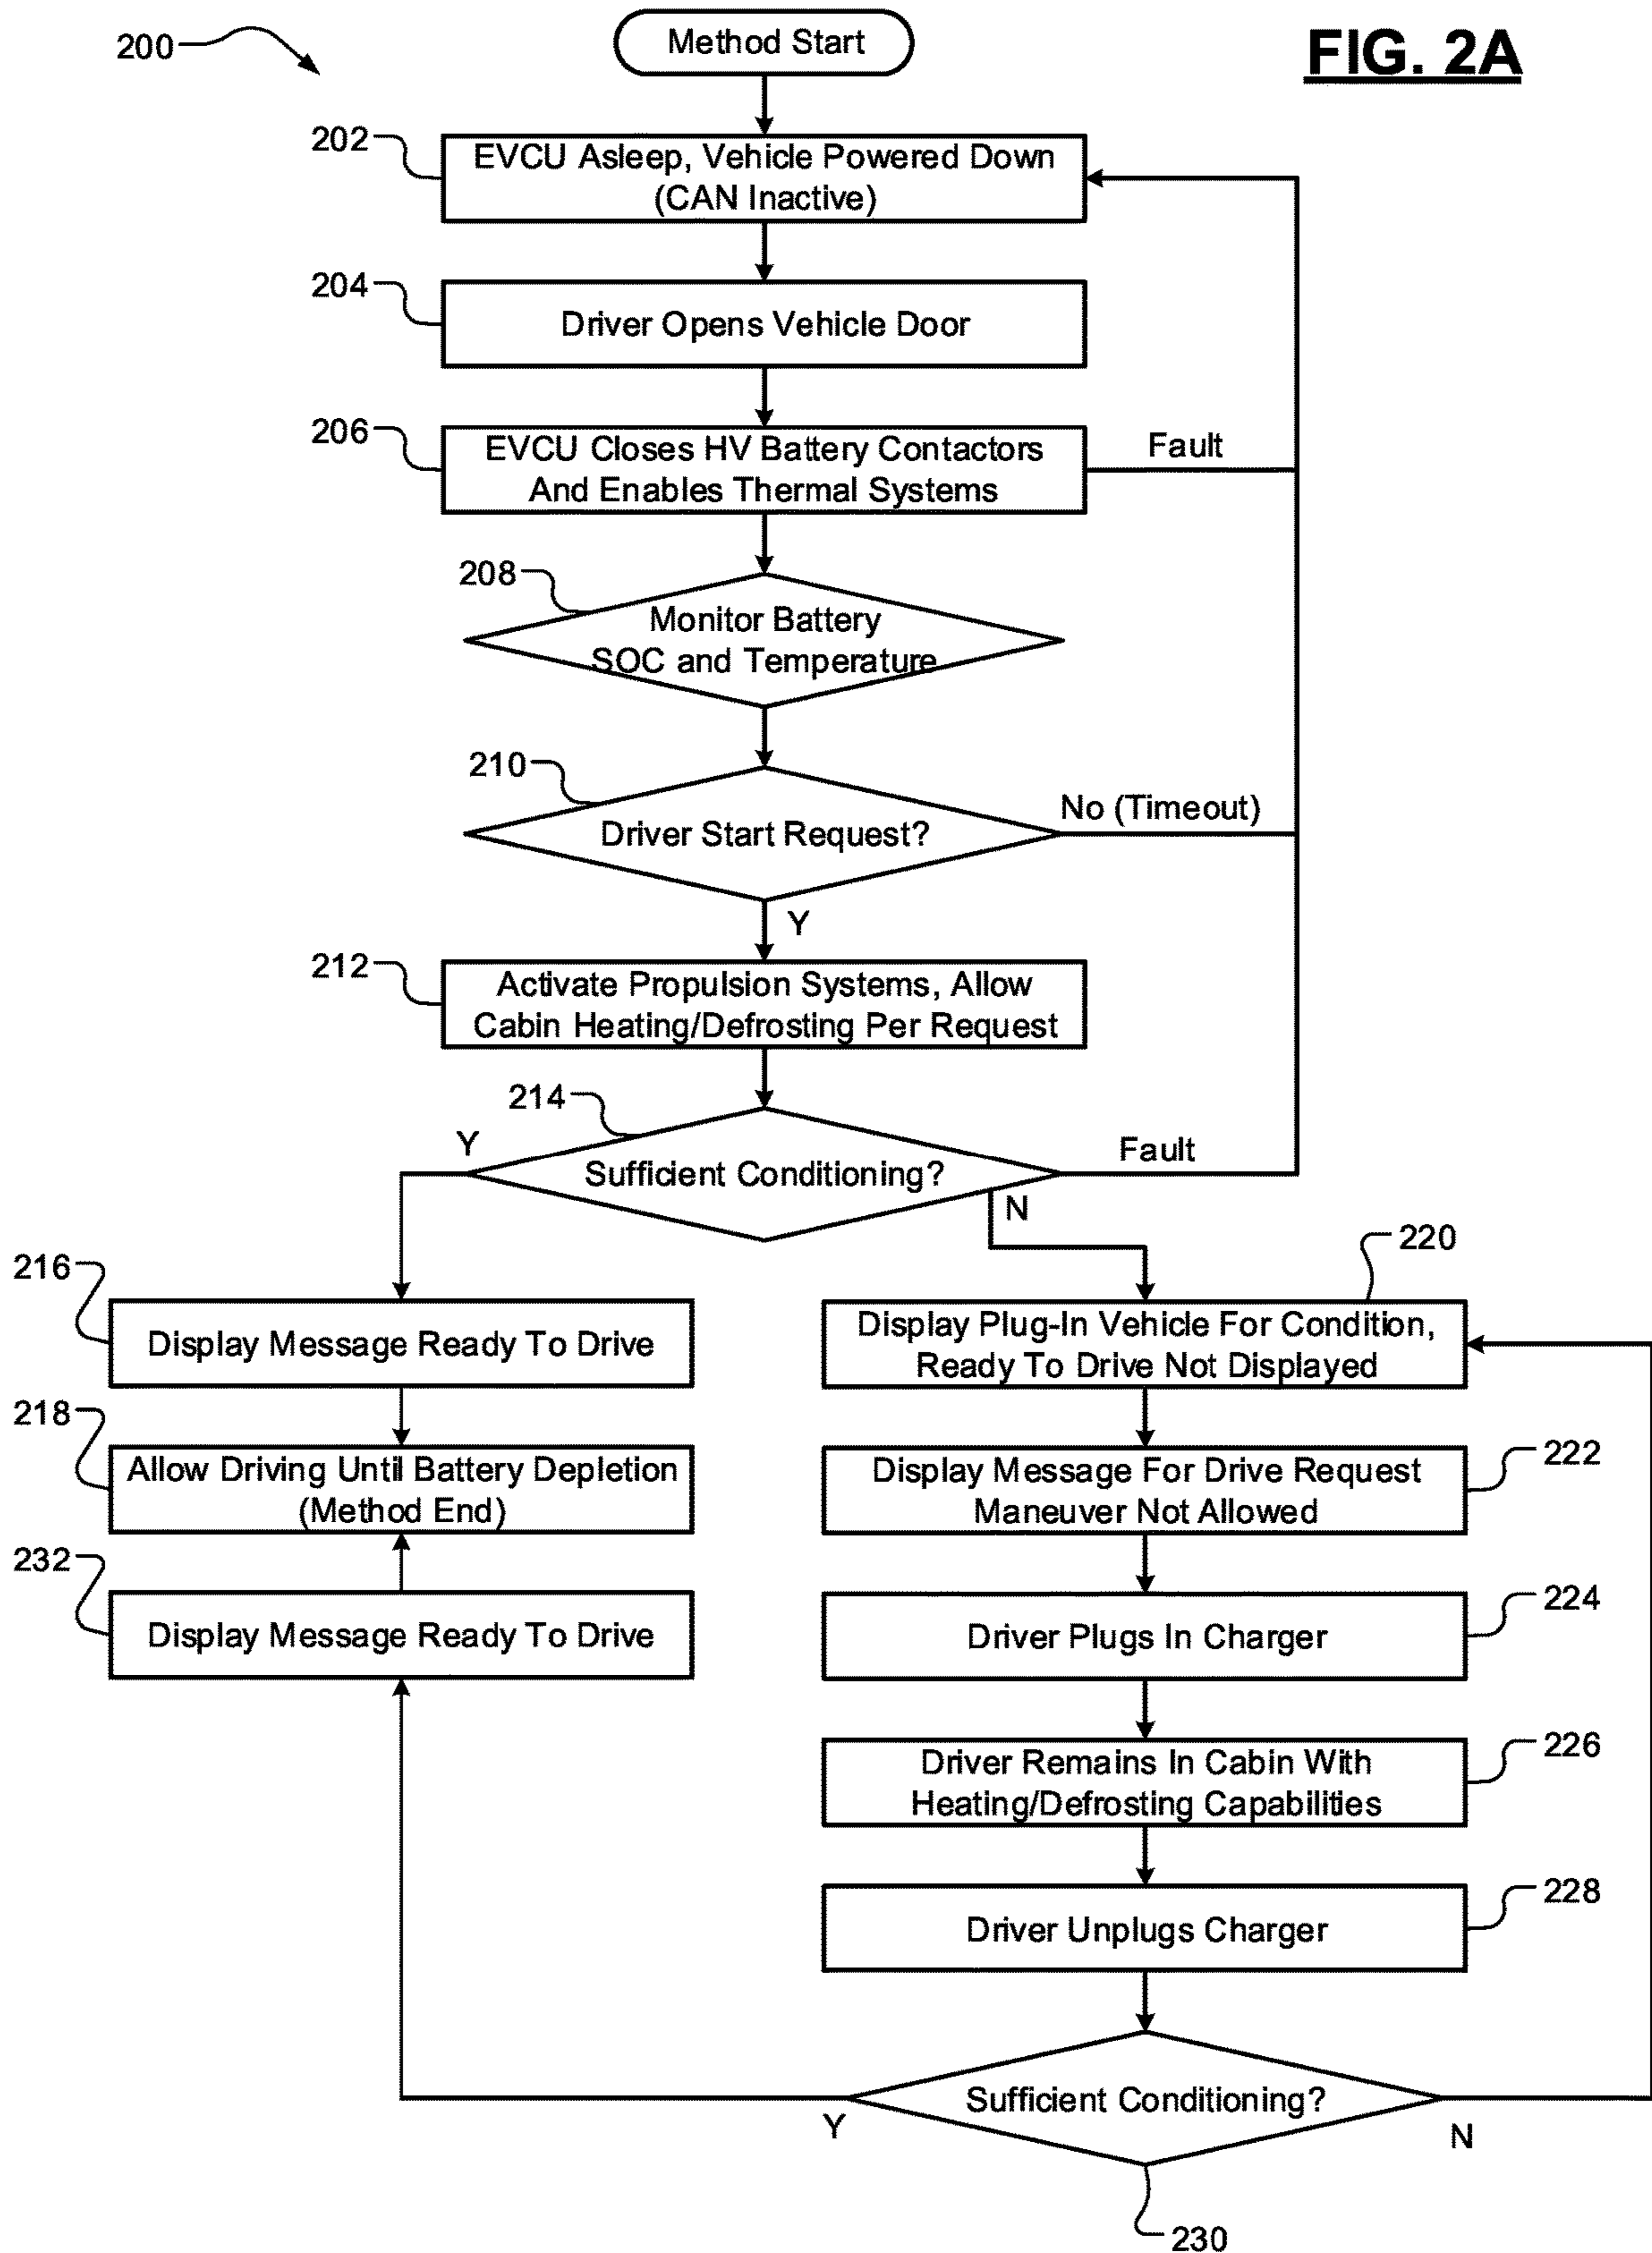 200
Method Start
FIG. 2A
202
EVCU Asleep, Vehicle Powered Down
(CAN Inactive)
204
Driver Opens Vehicle Door
206
EVCU Closes HV Battery Contactors
And Enables Thermal Systems
Fault
208
Monitor Battery
SOC and Temperature
210
Driver Start Request?
No (Timeout)
Y
212
Activate Propulsion Systems, Allow
Cabin Heating/Defrosting Per Request
214
Y
Sufficient Conditioning?
Fault
N
216
Display Message Ready To Drive
218
Allow Driving Until Battery Depletion
(Method End)
232
Display Message Ready To Drive
220
Display Plug-In Vehicle For Condition,
Ready To Drive Not Displayed
222
Display Message For Drive Request
Maneuver Not Allowed
224
Driver Plugs In Charger
226
Driver Remains In Cabin With
Heating/Defrosting Capabilities
228
Driver Unplugs Charger
Sufficient Conditioning?
Y
N
230